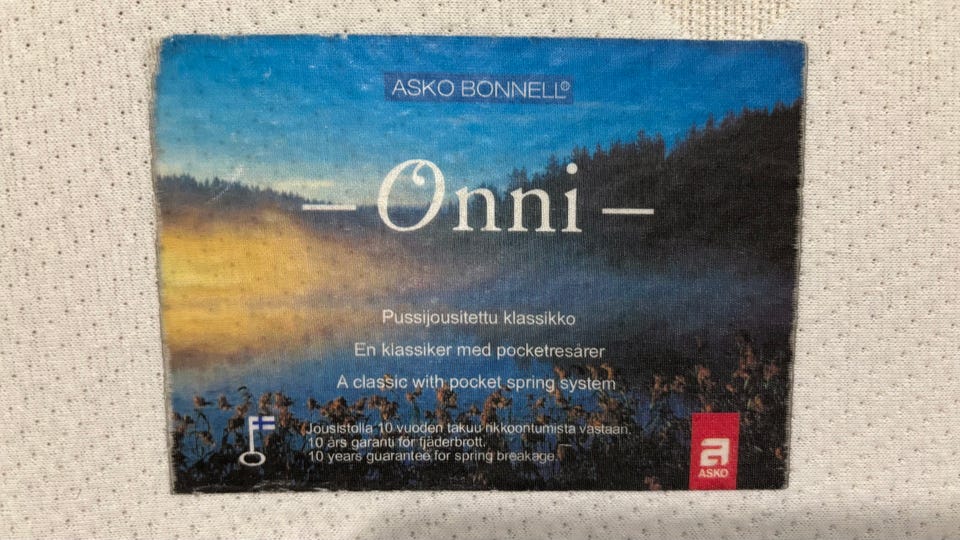 ASKO BONNELL®
— Onni —
Pussijousitettu klassikko
En klassiker med pocketresårer
A classic with pocket spring system
Jousistolla 10 vuoden takuu rikkoontumista vastaan.
10 års garanti för fjäderbrott.
10 years guarantee for spring breakage.
a
ASKO